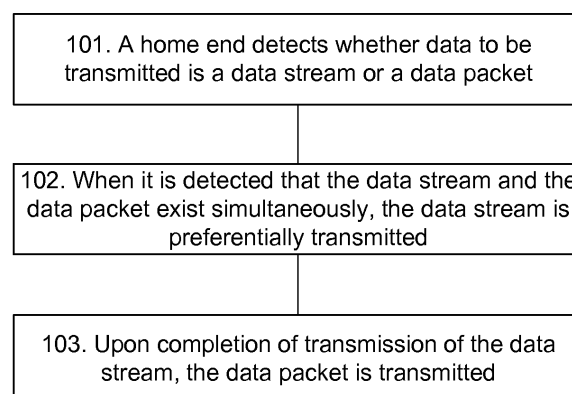 101. A home end detects whether data to be
transmitted is a data stream or a data packet
102. When it is detected that the data stream and the
data packet exist simultaneously, the data stream is
preferentially transmitted
103. Upon completion of transmission of the data
stream, the data packet is transmitted